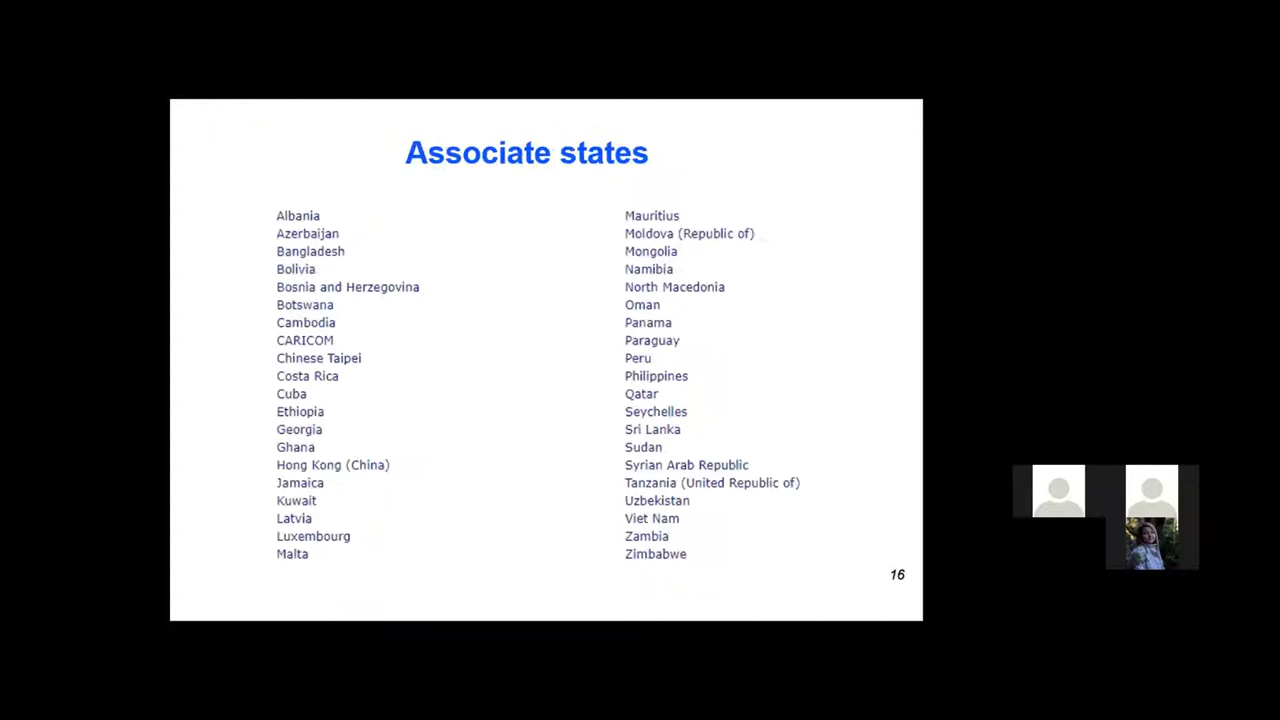 Associate states
Albania
Azerbaijan
Bangladesh
Bolivia
Bosnia and Herzegovina
Botswana
Cambodia
CARICOM
Chinese Taipei
Costa Rica
Cuba
Ethiopia
Georgia
Ghana
Hong Kong (China)
Jamaica
Kuwait
Latvia
Luxembourg
Malta
Mauritius
Moldova (Republic of)
Mongolia
Namibia
North Macedonia
Oman
Panama
Paraguay
Peru
Philippines
Qatar
Seychelles
Sri Lanka
Sudan
Syrian Arab Republic
Tanzania (United Republic of)
Uzbekistan
Viet Nam
Zambia
Zimbabwe
16